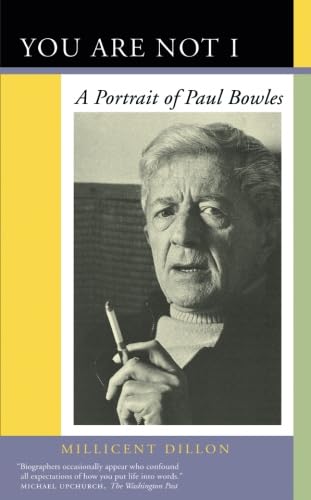 YOU ARE NOT I
A Portrait of Paul Bowles
MILLICENT DILLON
"Biographers occasionally appear who confound
all expectations of how you put life into words."
MICHAEL UPCHURCH, The Washington Post